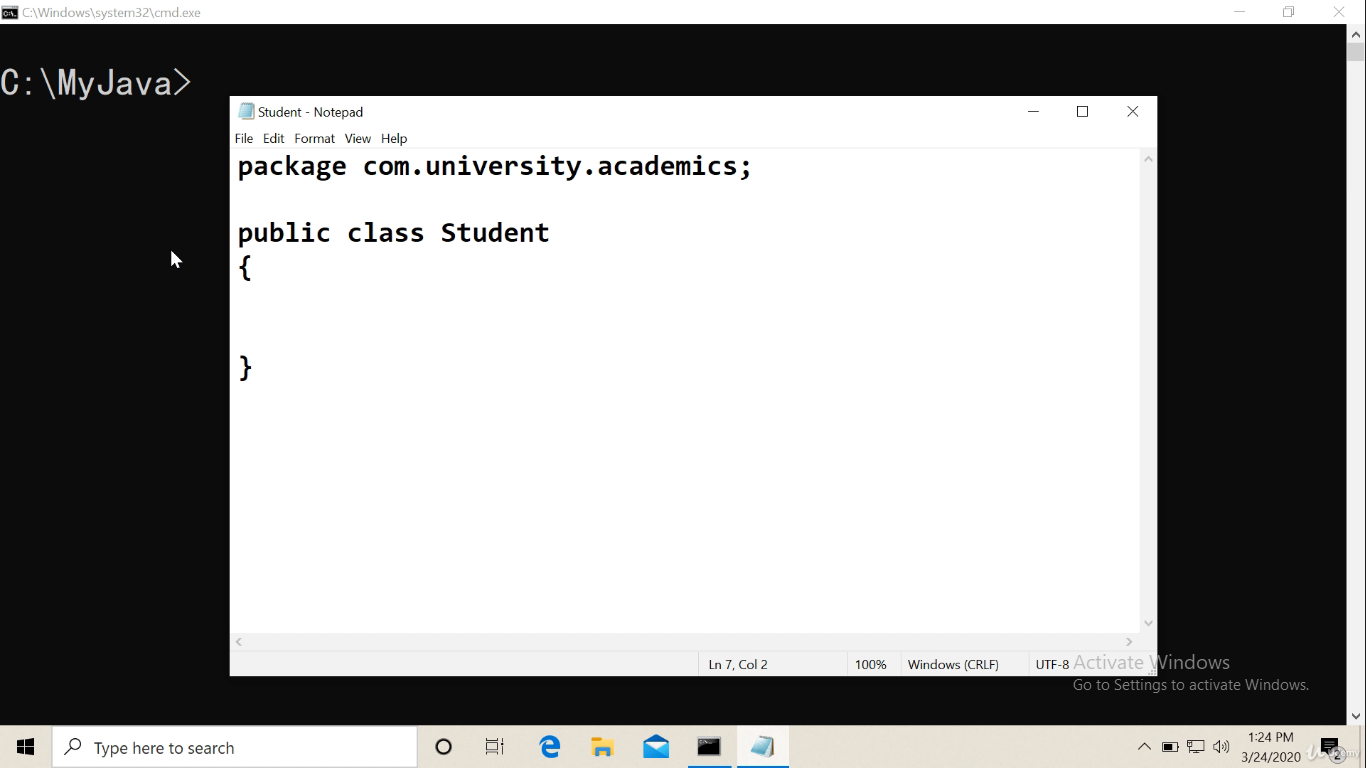 C:\Windows\system32\cmd.exe
C:\MyJava>
Student - Notepad
File Edit Format View Help
package com.university.academics;
public class Student
{
}
Ln 7, Col 2 100% Windows (CRLF) UTF-8
Activate Windows
Go to Settings to activate Windows.
Type here to search
1:24 PM
3/24/2020
2